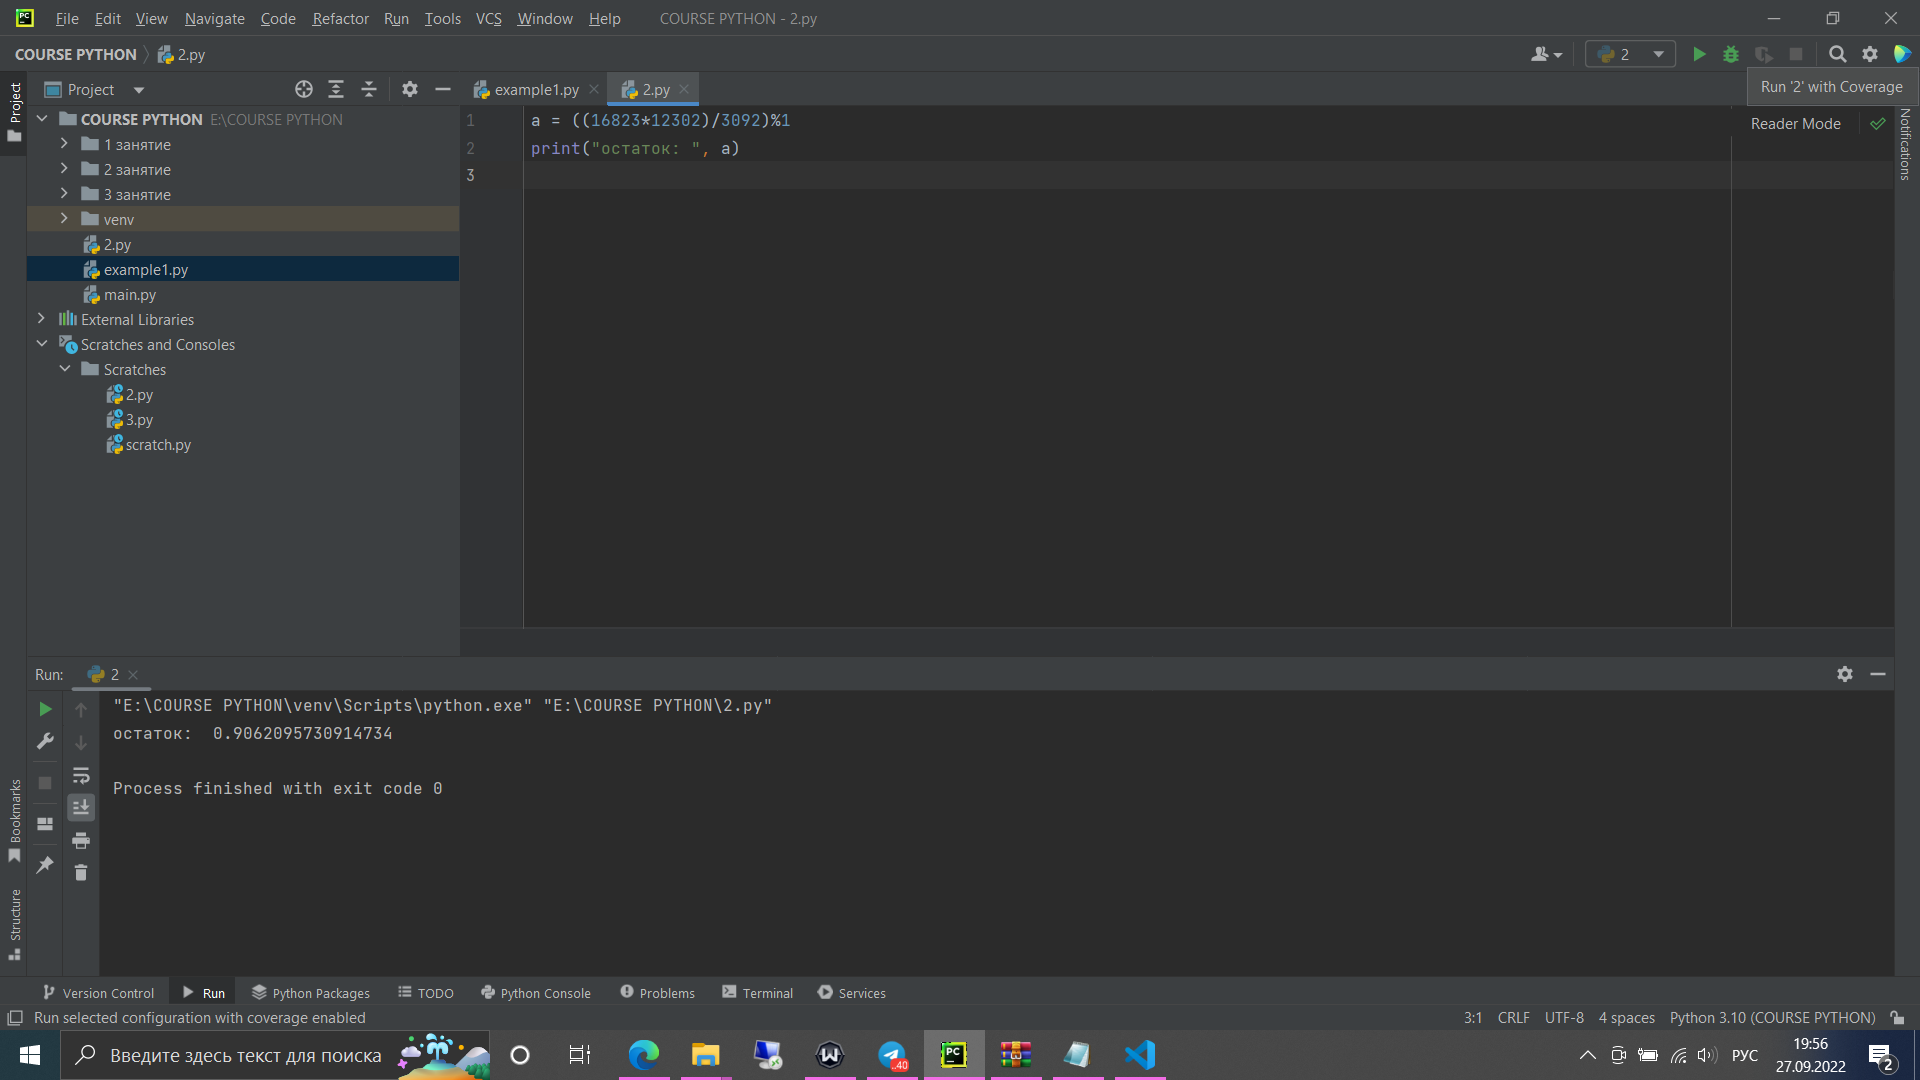 File Edit View Navigate Code Refactor Run Tools VCS Window Help COURSE PYTHON - 2.py
COURSE PYTHON 2.py
2
Run '2' with Coverage
Project
Project
example1.py
2.py
COURSE PYTHON E:\COURSE PYTHON
1 занятие
2 занятие
3 занятие
venv
2.py
example1.py
main.py
External Libraries
Scratches and Consoles
Scratches
2.py
3.py
scratch.py
1 a = ((16823*12302)/3092)%1
2 print("остаток: ", a)
3
Reader Mode
Notifications
Run: 2
"E:\COURSE PYTHON\venv\Scripts\python.exe" "E:\COURSE PYTHON\2.py"
остаток:  0.9062095730914734
Process finished with exit code 0
Bookmarks
Structure
Version Control Run Python Packages TODO Python Console Problems Terminal Services
Run selected configuration with coverage enabled
3:1 CRLF UTF-8 4 spaces Python 3.10 (COURSE PYTHON)
Введите здесь текст для поиска
..40
PC
РУС
19:56
27.09.2022
2